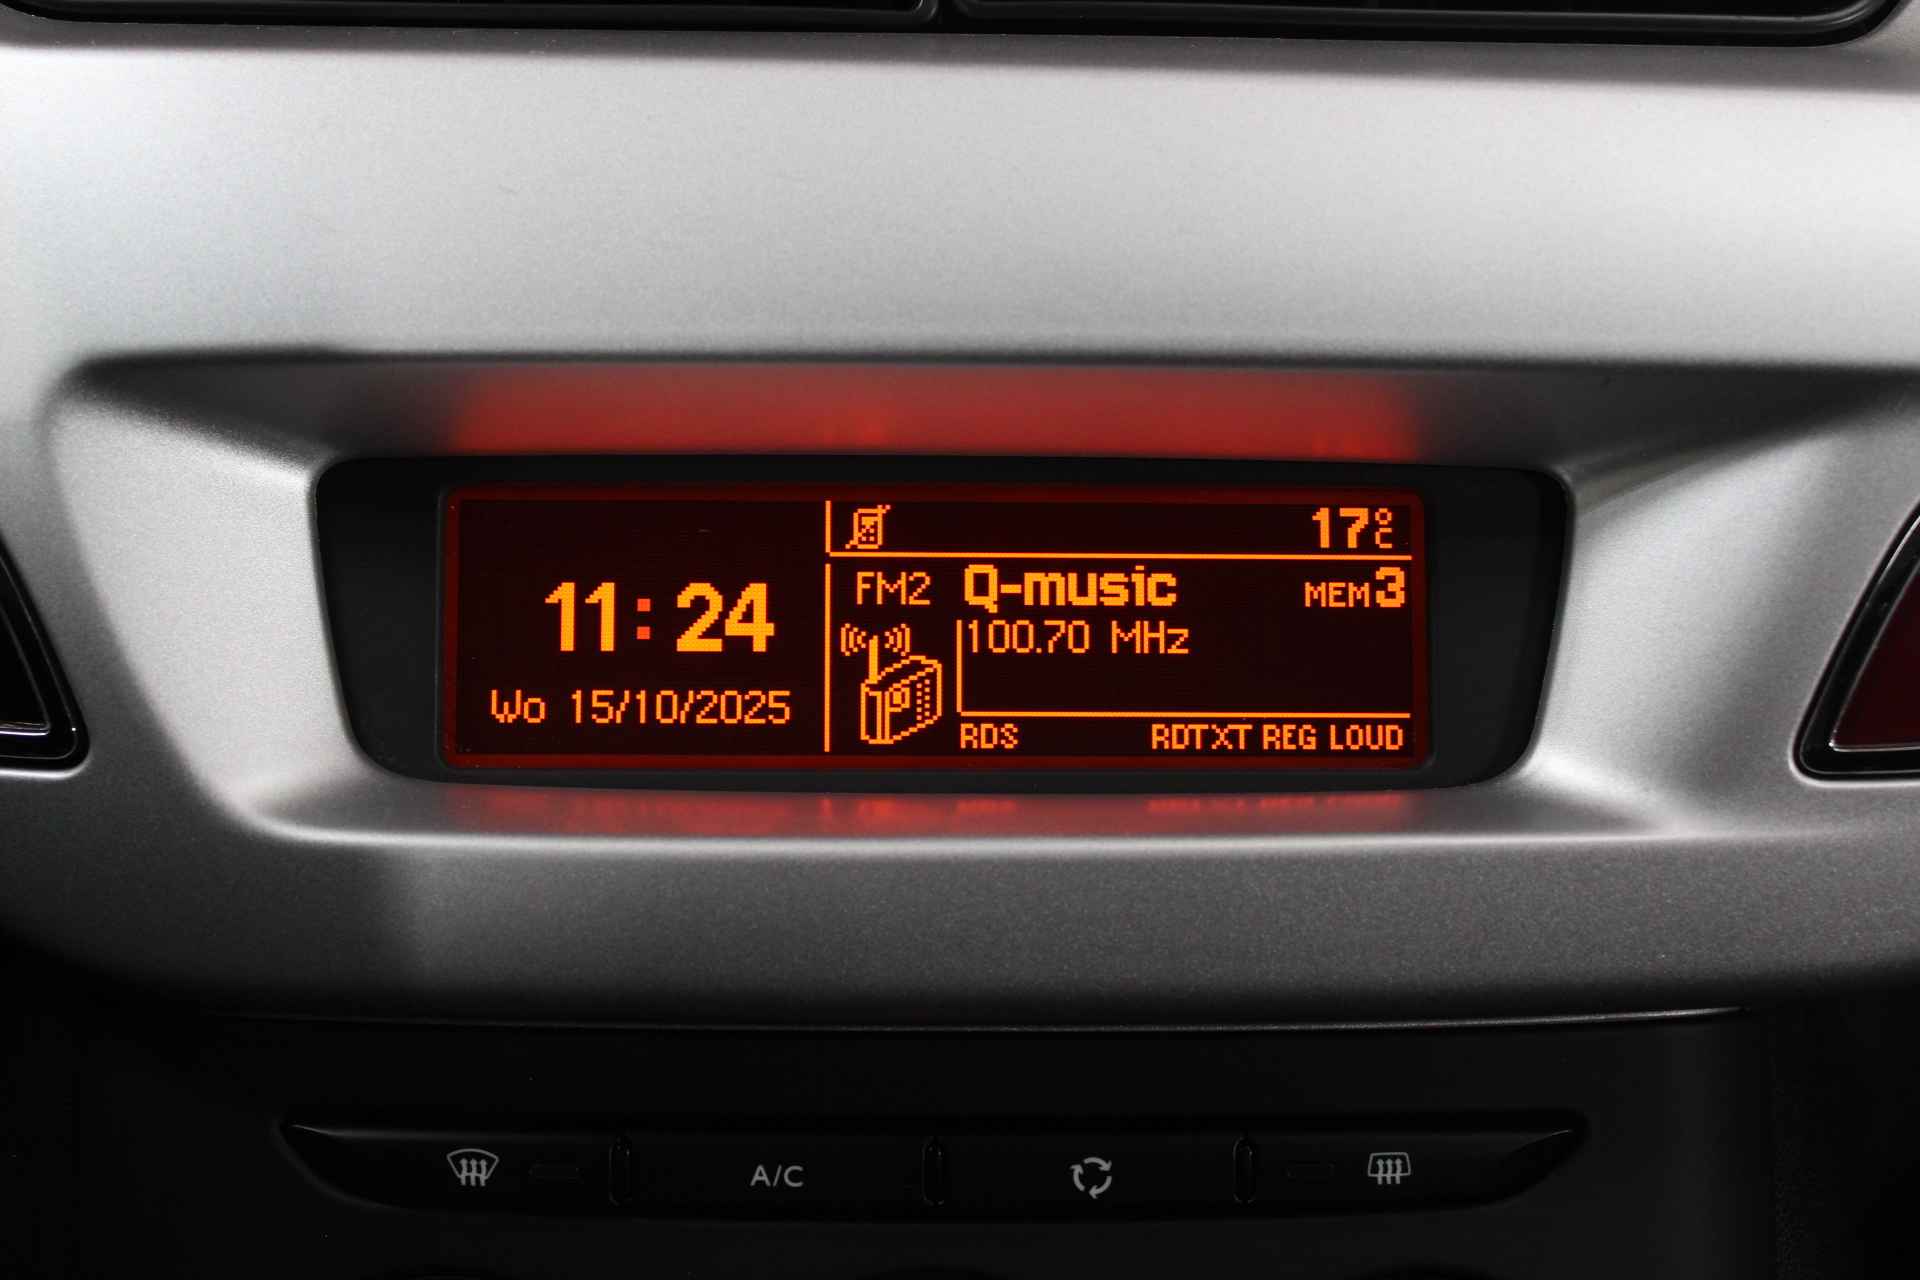 11:24
Wo 15/10/2025
17°C
FM2 Q-music MEM3
100.70 MHz
RDS RDTXT REG LOUD
A/C